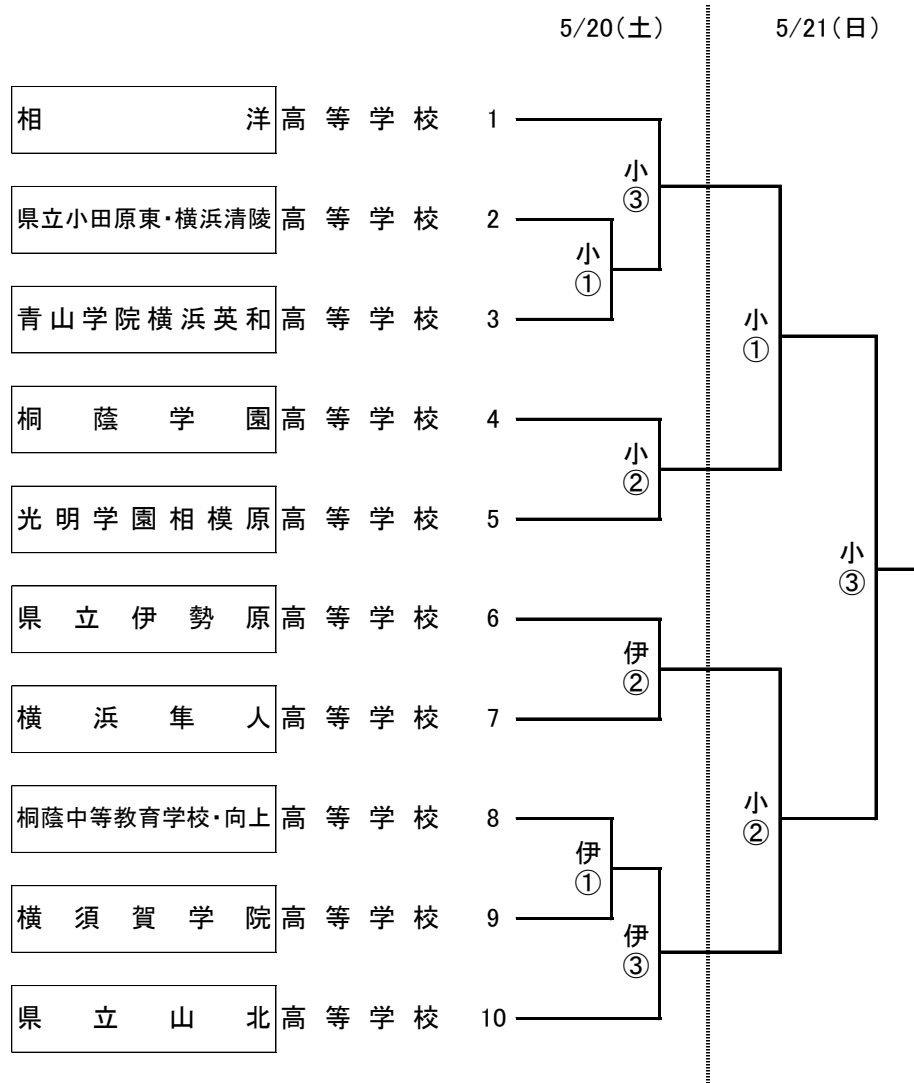 5/20(土) 5/21(日)
相洋高等学校 1
小③
県立小田原東・横浜清陵高等学校 2
小①
青山学院横浜英和高等学校 3
小①
桐蔭学園高等学校 4
小②
光明学園相模原高等学校 5
小③
県立伊勢原高等学校 6
伊②
横浜隼人高等学校 7
桐蔭中等教育学校・向上高等学校 8
小②
伊①
横須賀学院高等学校 9
伊③
県立山北高等学校 10